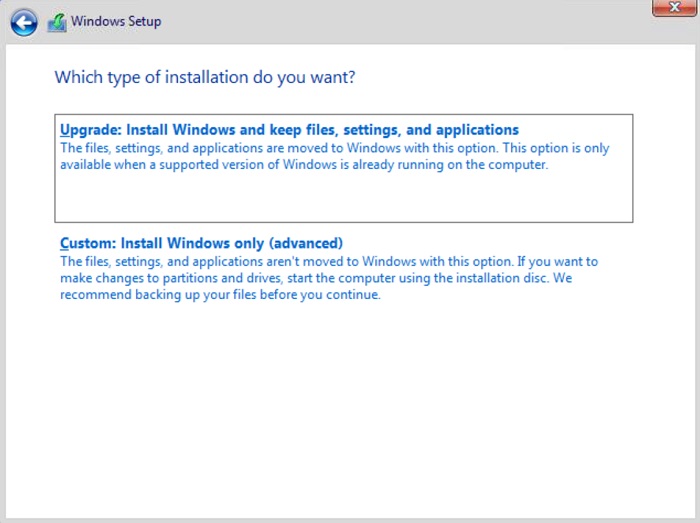 Windows Setup
Which type of installation do you want?
Upgrade: Install Windows and keep files, settings, and applications
The files, settings, and applications are moved to Windows with this option. This option is only
available when a supported version of Windows is already running on the computer.
Custom: Install Windows only (advanced)
The files, settings, and applications aren't moved to Windows with this option. If you want to
make changes to partitions and drives, start the computer using the installation disc. We
recommend backing up your files before you continue.